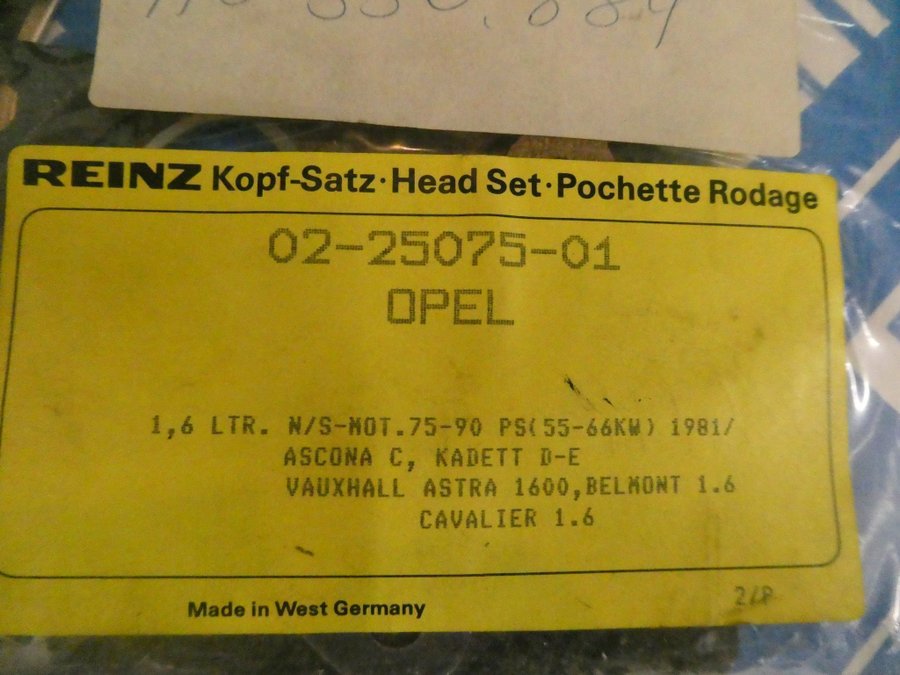 REINZ Kopf-Satz·Head Set·Pochette Rodage
02-25075-01
OPEL
1,6 LTR. N/S-MOT.75-90 PS(55-66KW) 1981/
ASCONA C, KADETT D-E
VAUXHALL ASTRA 1600,BELMONT 1.6
CAVALIER 1.6
Made in West Germany